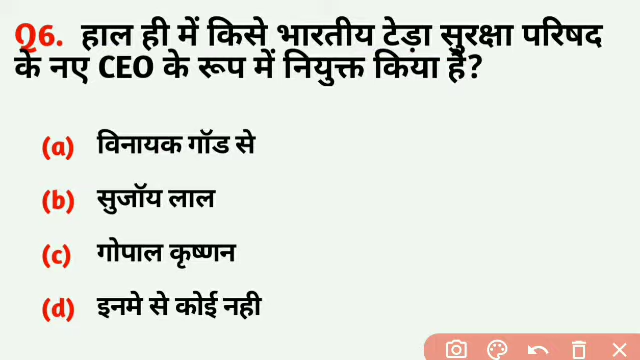 Q6. हाल ही में किसे भारतीय टेड़ा सुरक्षा परिषद
के नए CEO के रूप में नियुक्त किया है?
(a) विनायक गॉड से
(b) सुजॉय लाल
(c) गोपाल कृष्णन
(d) इनमे से कोई नही